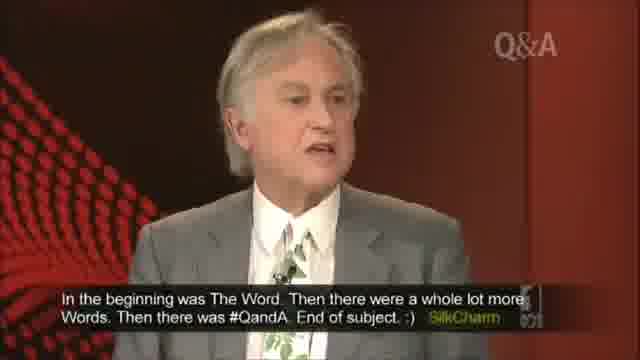 Q&A
In the beginning was The Word. Then there were a whole lot more
Words. Then there was #QandA. End of subject. :) SilkCharm